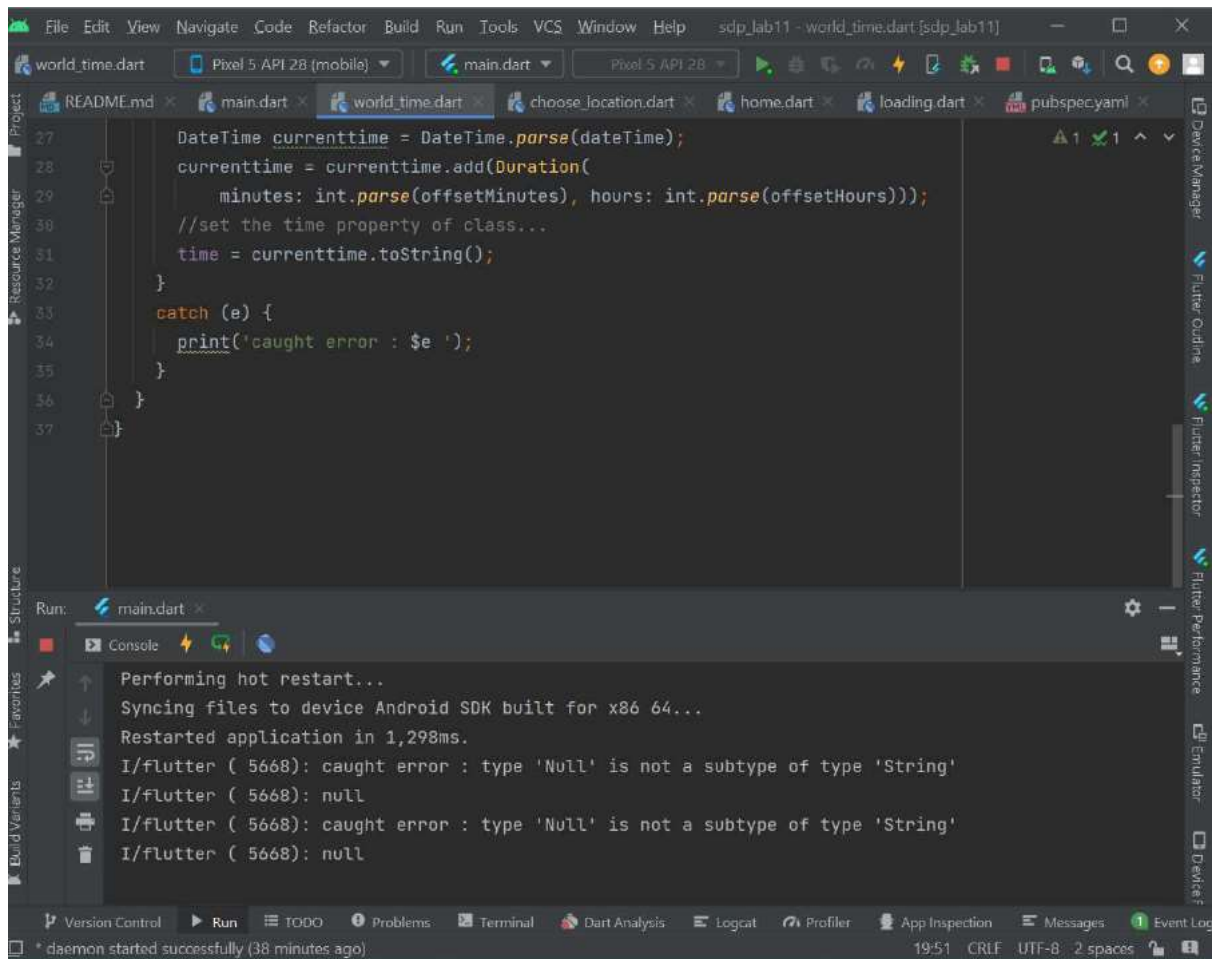 File Edit View Navigate Code Refactor Build Run Tools VCS Window Help sdp_lab11 - world_time.dart [sdp_lab11]
world_time.dart Pixel 5 API 28 (mobile) main.dart Pixel 5 API 28
README.md main.dart world_time.dart choose_location.dart home.dart loading.dart pubspec.yaml
Project
Resource Manager
Structure
Favorites
Build Variants
27 DateTime currenttime = DateTime.parse(dateTime); 1 1
28 currenttime = currenttime.add(Duration(
29 minutes: int.parse(offsetMinutes), hours: int.parse(offsetHours)));
30 //set the time property of class...
31 time = currenttime.toString();
32 }
33 catch (e) {
34 print('caught error : $e ');
35 }
36 }
37 }
Device Manager
Flutter Outline
Flutter Inspector
Flutter Performance
Emulator
Run: main.dart
Console
Performing hot restart...
Syncing files to device Android SDK built for x86 64...
Restarted application in 1,298ms.
I/flutter ( 5668): caught error : type 'Null' is not a subtype of type 'String'
I/flutter ( 5668): null
I/flutter ( 5668): caught error : type 'Null' is not a subtype of type 'String'
I/flutter ( 5668): null
Version Control Run TODO Problems Terminal Dart Analysis Logcat Profiler App Inspection Messages 1 Event Log
* daemon started successfully (38 minutes ago) 19:51 CRLF UTF-8 2 spaces